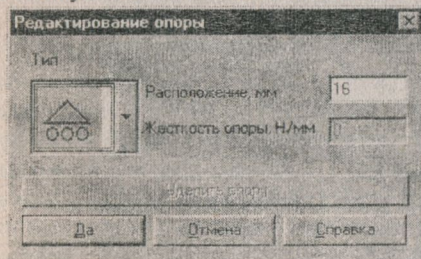 Редактирование опоры
Тип
Расположение, мм 16
Жесткость опоры, Н/мм 0
Удалить опору
Да Отмена Справка